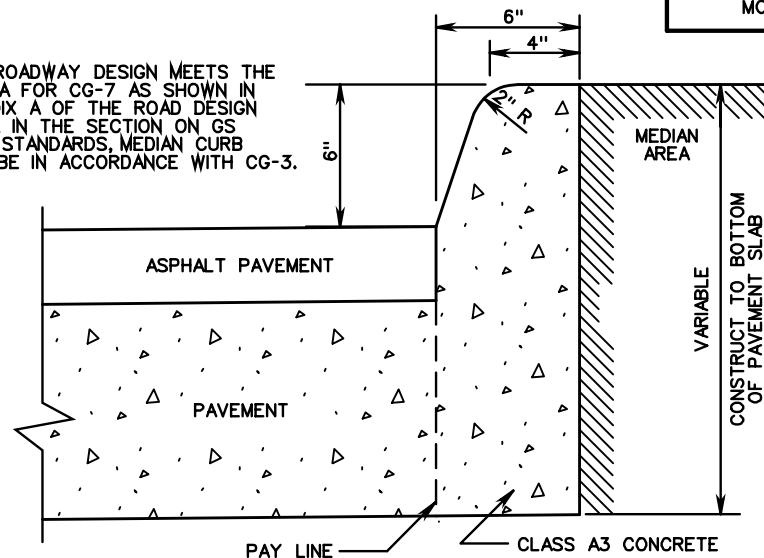 MO
6"
4"
ROADWAY DESIGN MEETS THE
A FOR CG-7 AS SHOWN IN
DIX A OF THE ROAD DESIGN
IN THE SECTION ON GS
STANDARDS, MEDIAN CURB
BE IN ACCORDANCE WITH CG-3.
6"
2" R
MEDIAN
AREA
ASPHALT PAVEMENT
VARIABLE
CONSTRUCT TO BOTTOM
OF PAVEMENT SLAB
PAVEMENT
PAY LINE
CLASS A3 CONCRETE